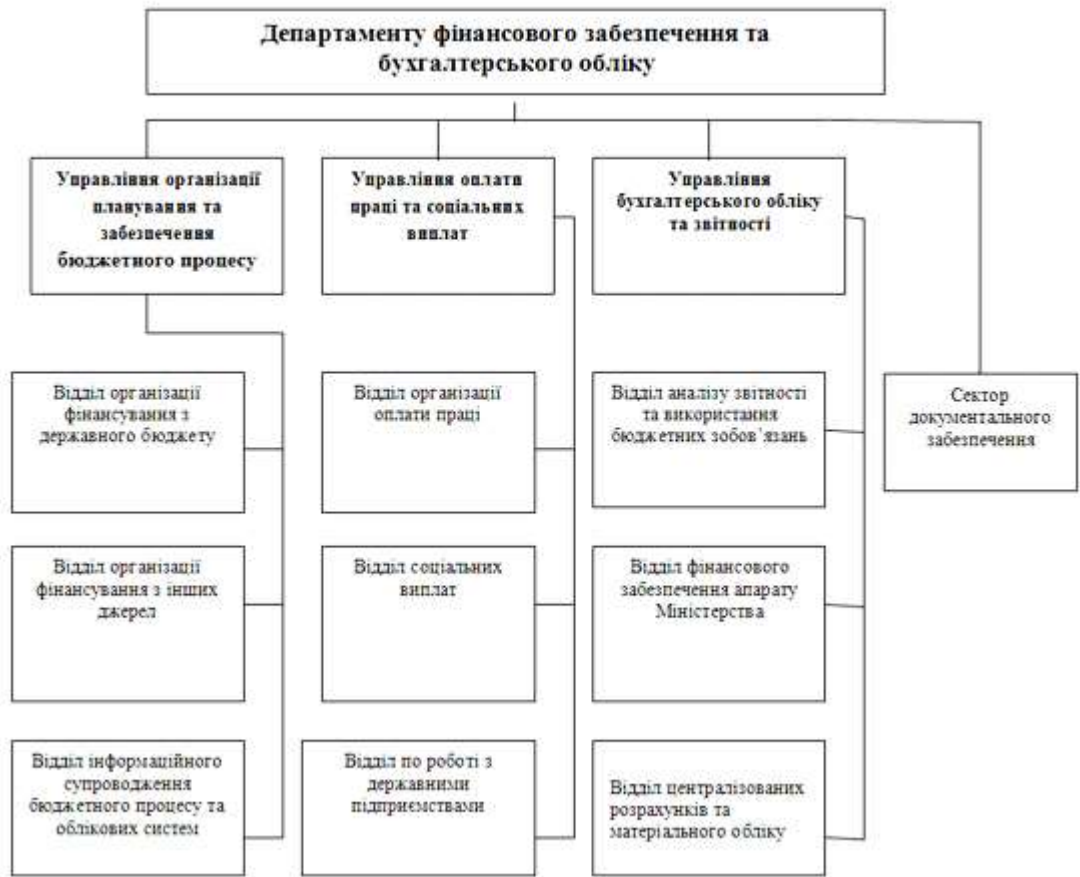 Департаменту фінансового забезпечення та
бухгалтерського обліку
Управління організації
планування та
забезпечення
бюджетного процесу
Управління оплати
праці та соціальних
виплат
Управління
бухгалтерського обліку
та звітності
Відділ організації
фінансування з
державного бюджету
Відділ організації
оплати праці
Відділ аналізу звітності
та використання
бюджетних зобов’язань
Сектор
документального
забезпечення
Відділ організації
фінансування з інших
джерел
Відділ соціальних
виплат
Відділ фінансового
забезпечення апарату
Міністерства
Відділ інформаційного
супроводження
бюджетного процесу та
облікових систем
Відділ по роботі з
державними
підприємствами
Відділ централізованих
розрахунків та
матеріального обліку